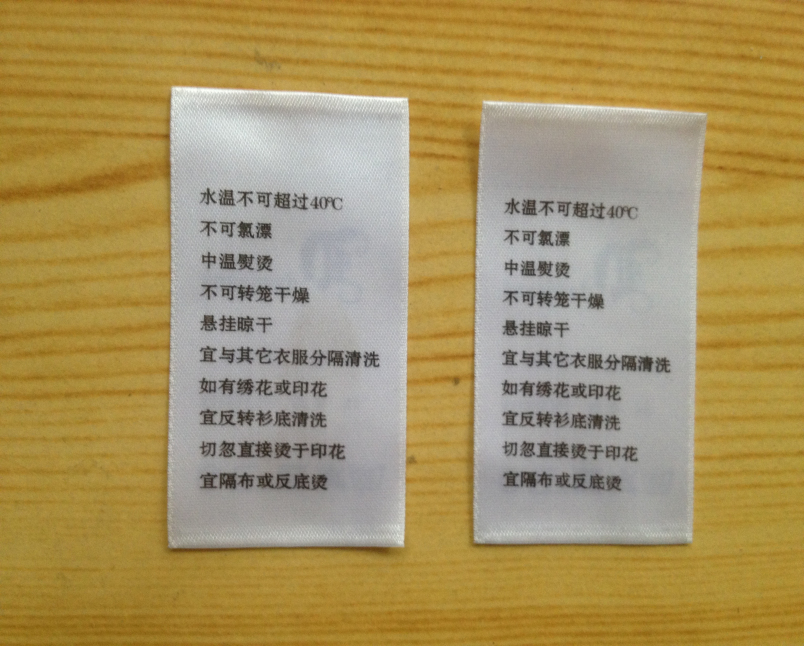 水温不可超过40℃
不可氯漂
中温熨烫
不可转笼干燥
悬挂晾干
宜与其它衣服分隔清洗
如有绣花或印花
宜反转衫底清洗
切忽直接烫于印花
宜隔布或反底烫
水温不可超过40℃
不可氯漂
中温熨烫
不可转笼干燥
悬挂晾干
宜与其它衣服分隔清洗
如有绣花或印花
宜反转衫底清洗
切忽直接烫于印花
宜隔布或反底烫